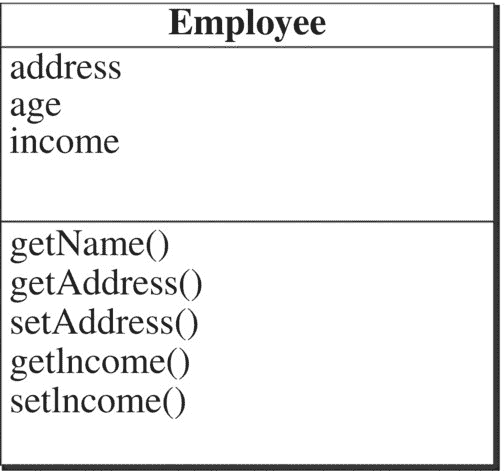 Employee
address
age
income
getName()
getAddress()
setAddress()
getIncome()
setIncome()